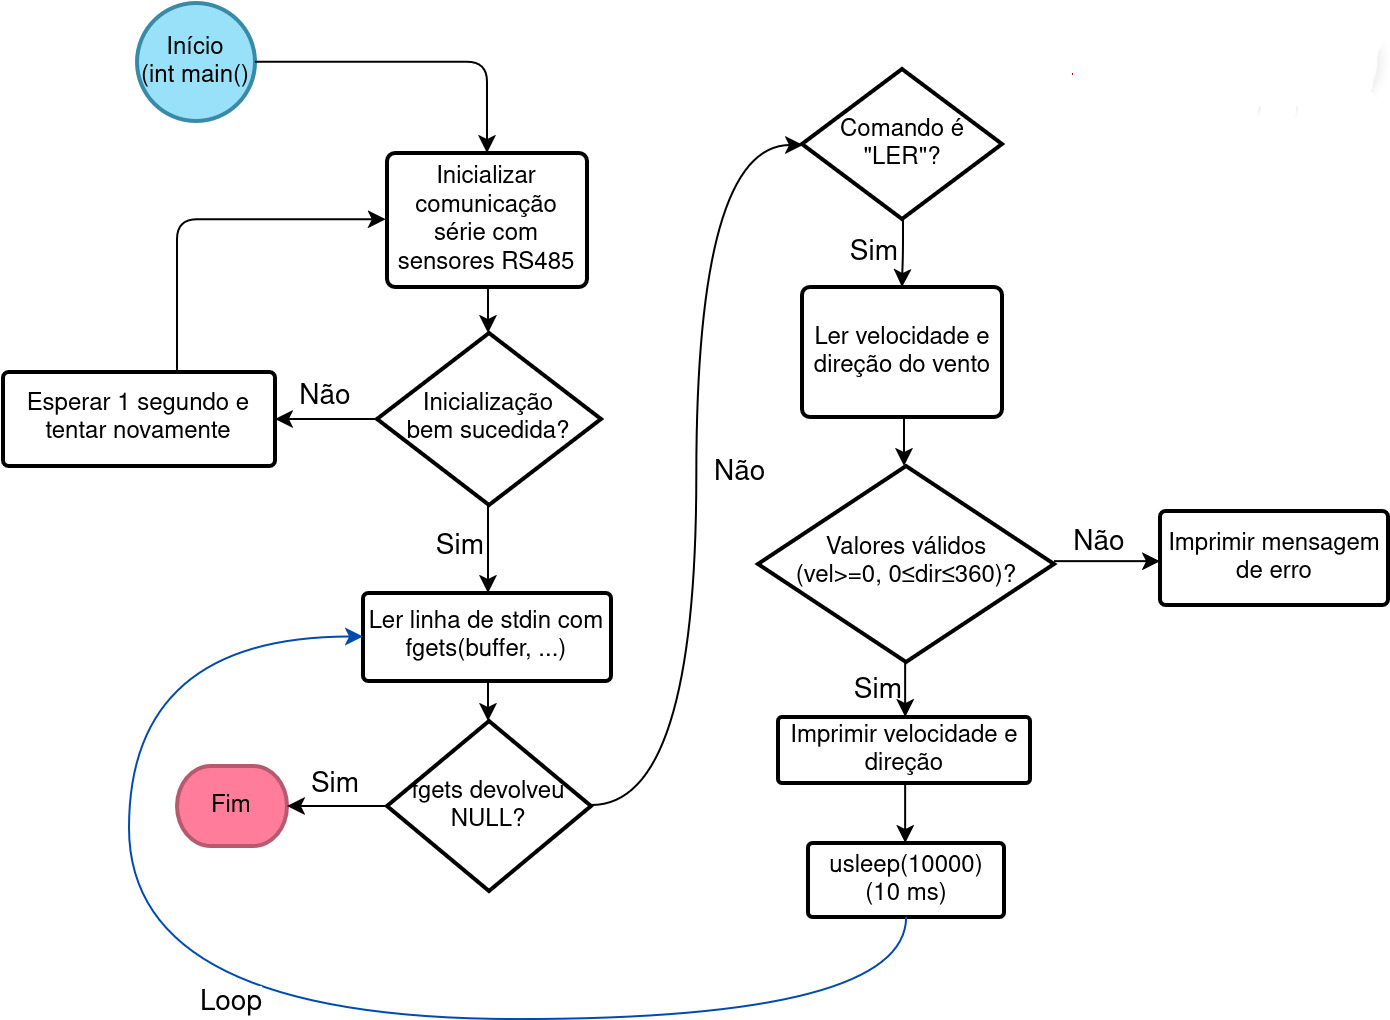 Início
(int main()
Inicializar
comunicação
série com
sensores RS485
Inicialização
bem sucedida?
Não
Esperar 1 segundo e
tentar novamente
Sim
Ler linha de stdin com
fgets(buffer, ...)
fgets devolveu
NULL?
Sim
Fim
Não
Comando é
"LER"?
Sim
Ler velocidade e
direção do vento
Valores válidos
(vel>=0, 0≤dir≤360)?
Não
Imprimir mensagem
de erro
Sim
Imprimir velocidade e
direção
usleep(10000)
(10 ms)
Loop